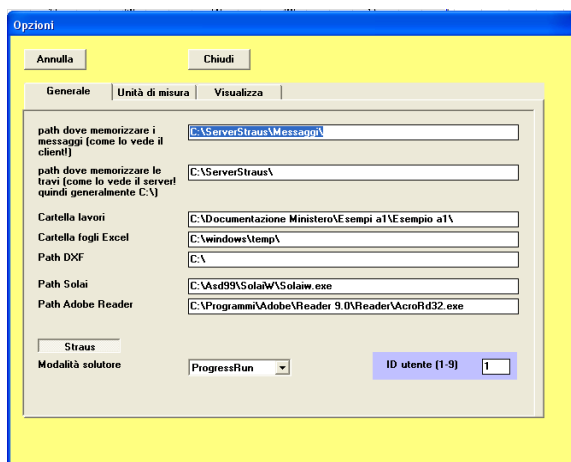 Opzioni
Annulla
Chiudi
Generale
Unità di misura
Visualizza
path dove memorizzare i
messaggi (come lo vede il
client!)
C:\ServerStraus\Messaggi\
path dove memorizzare le
travi (come lo vede il server!
quindi generalmente C:\)
C:\ServerStraus\
Cartella lavori
C:\Documentazione Ministero\Esempi a1\Esempio a1\
Cartella fogli Excel
C:\windows\temp\
Path DXF
C:\
Path Solai
C:\Asd99\SolaiW\Solaiw.exe
Path Adobe Reader
C:\Programmi\Adobe\Reader 9.0\Reader\AcroRd32.exe
Straus
Modalità solutore
ProgressRun
ID utente (1-9)
1